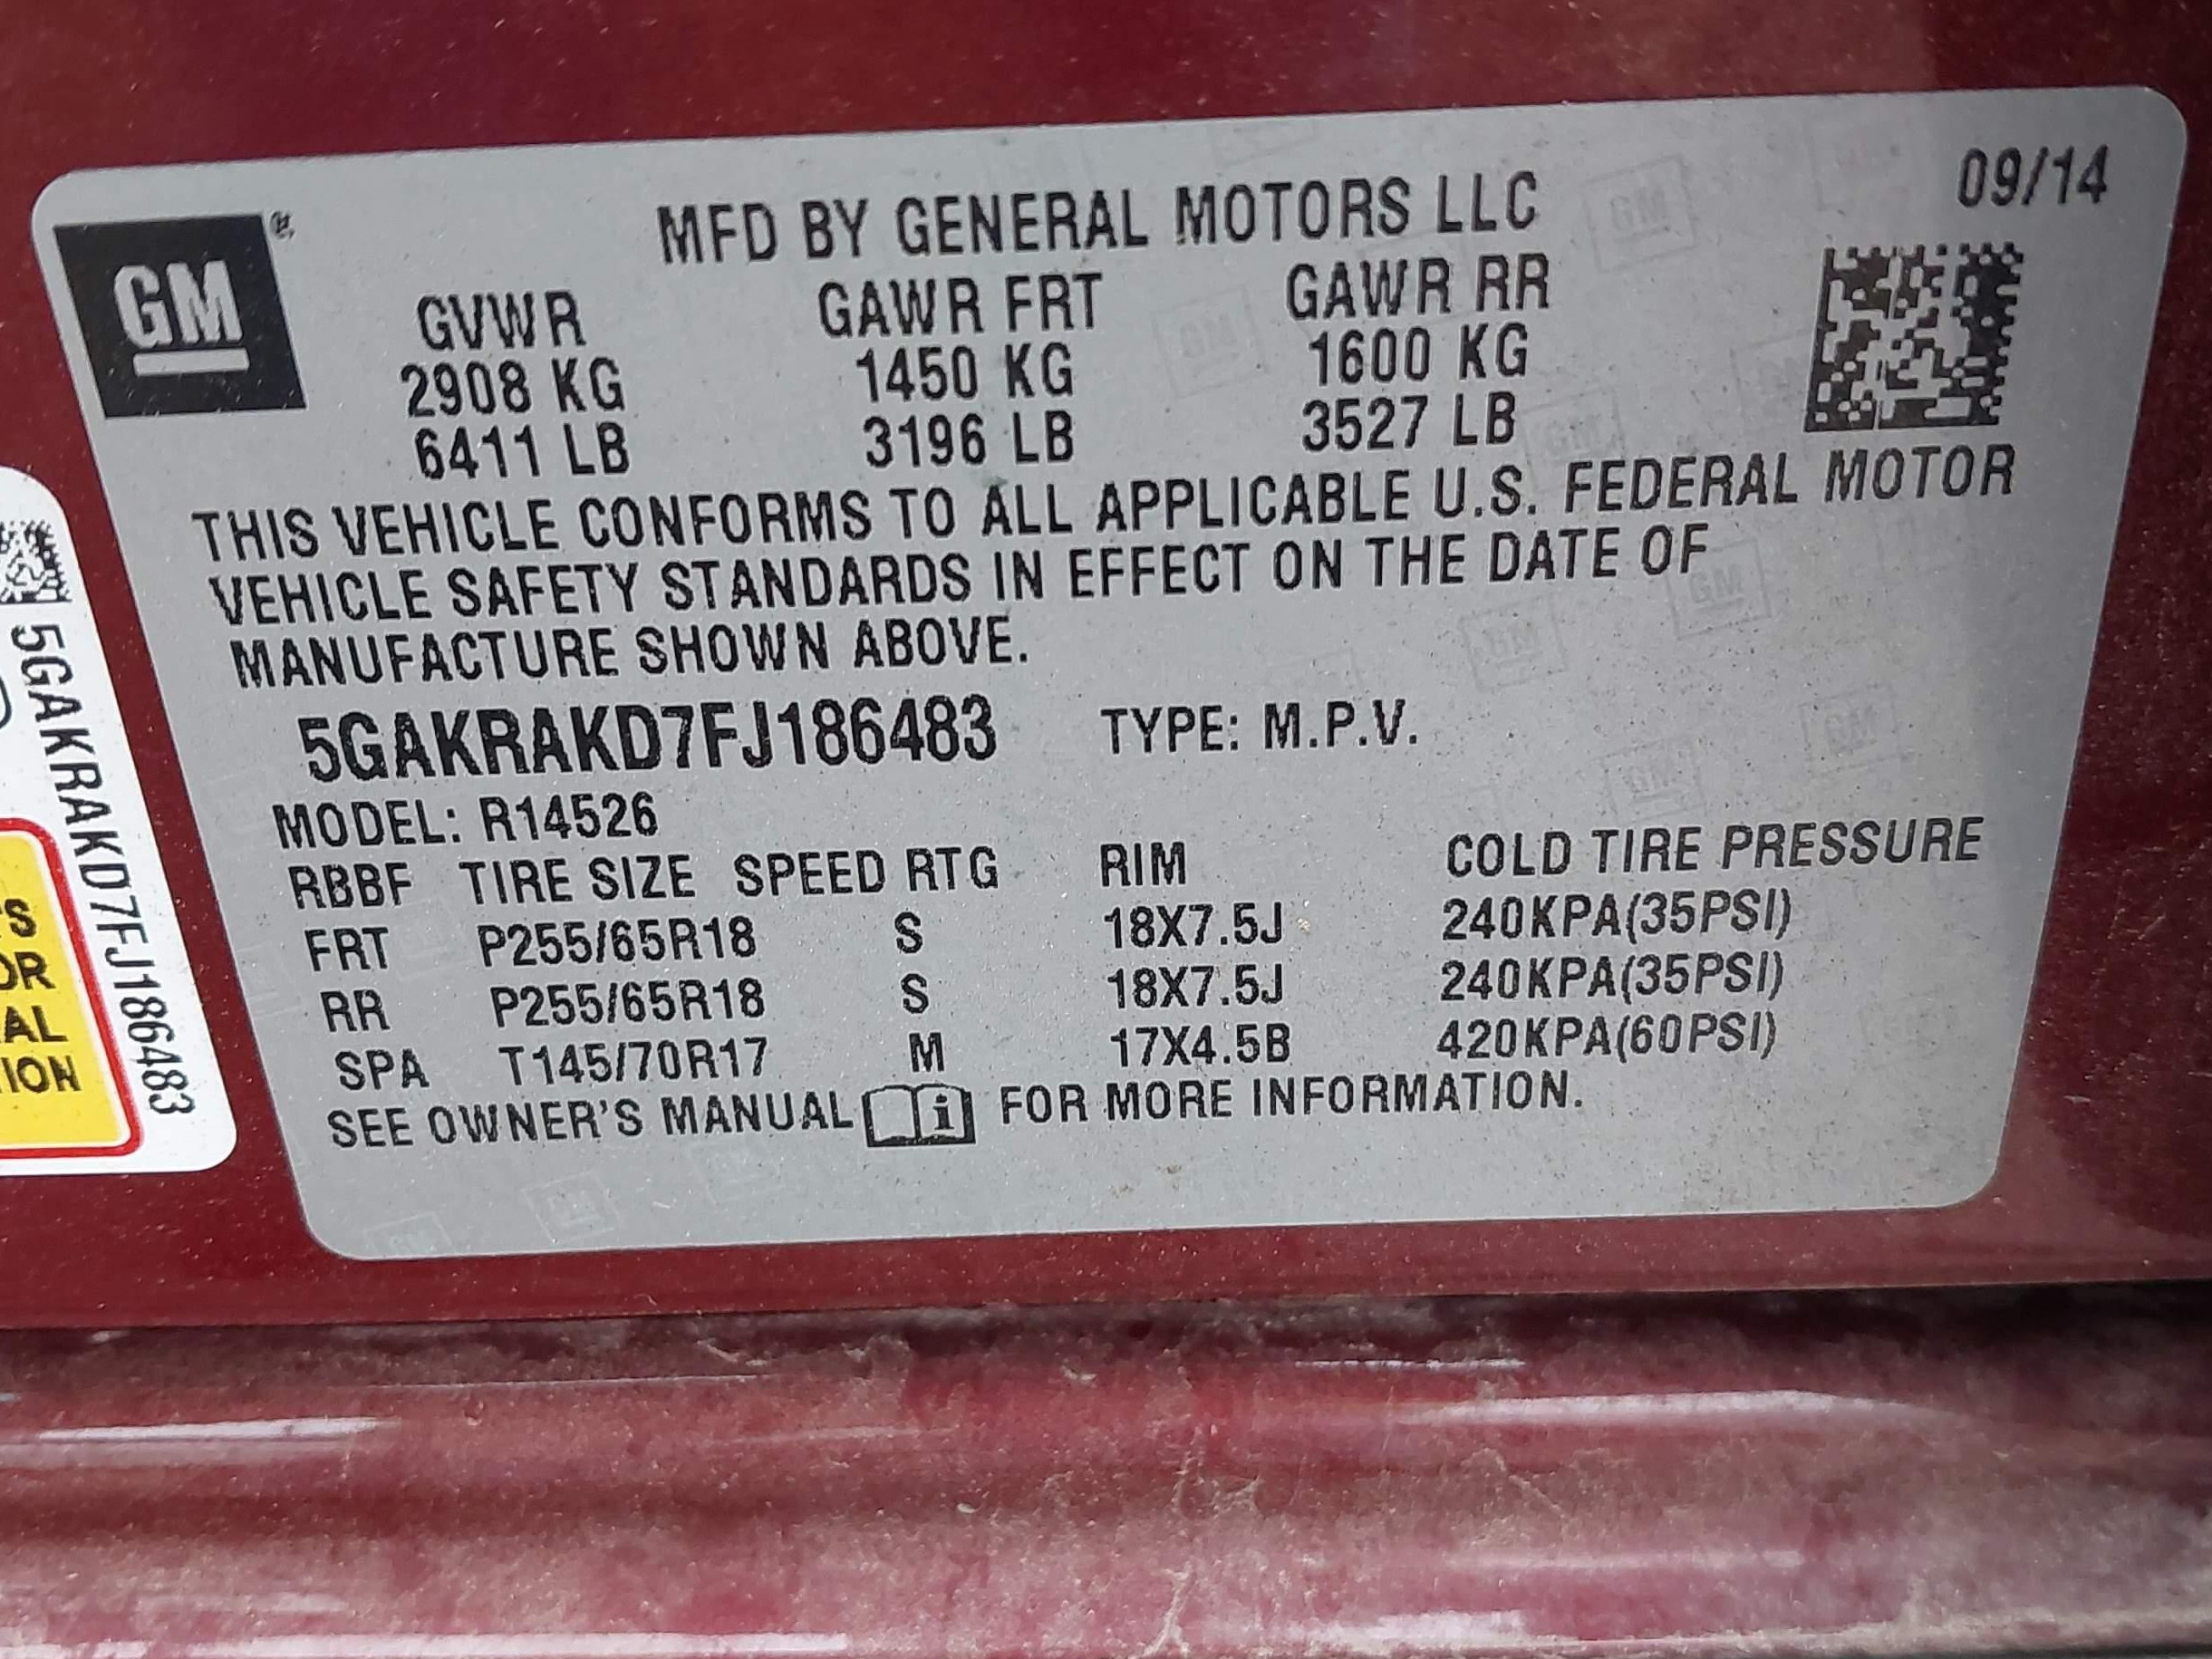 09/14
GM
MFD BY GENERAL MOTORS LLC
GVWR GAWR FRT GAWR RR
2908 KG 1450 KG 1600 KG
6411 LB 3196 LB 3527 LB
THIS VEHICLE CONFORMS TO ALL APPLICABLE U.S. FEDERAL MOTOR
VEHICLE SAFETY STANDARDS IN EFFECT ON THE DATE OF
MANUFACTURE SHOWN ABOVE.
5GAKRAKD7FJ186483 TYPE: M.P.V.
MODEL: R14526
RBBF TIRE SIZE SPEED RTG RIM COLD TIRE PRESSURE
FRT P255/65R18 S 18X7.5J 240KPA(35PSI)
RR P255/65R18 S 18X7.5J 240KPA(35PSI)
SPA T145/70R17 M 17X4.5B 420KPA(60PSI)
SEE OWNER'S MANUAL i FOR MORE INFORMATION.
5GAKRAKD7FJ186483